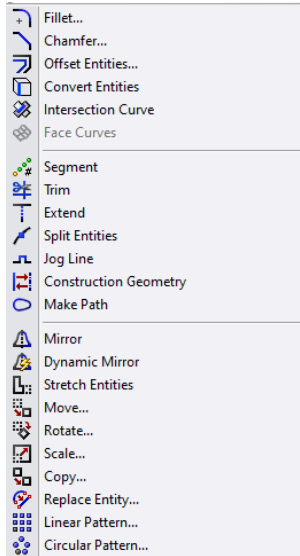 Fillet...
Chamfer...
Offset Entities...
Convert Entities
Intersection Curve
Face Curves
Segment
Trim
Extend
Split Entities
Jog Line
Construction Geometry
Make Path
Mirror
Dynamic Mirror
Stretch Entities
Move...
Rotate...
Scale...
Copy...
Replace Entity...
Linear Pattern...
Circular Pattern...